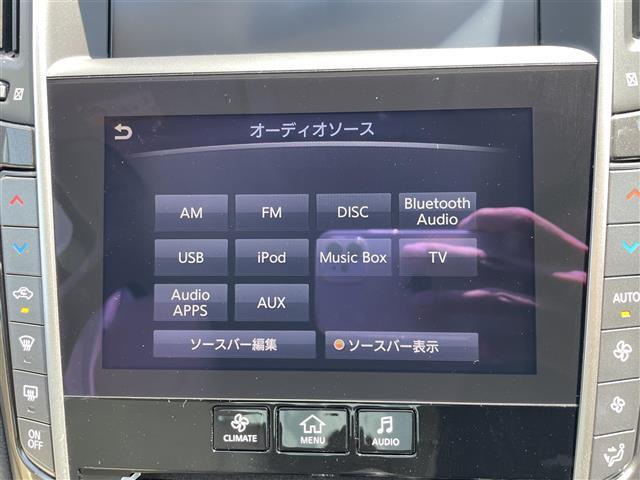 オーディオソース
AM FM DISC Bluetooth Audio
USB iPod Music Box TV
Audio APPS AUX
ソースバー編集 ソースバー表示
AUTO
ON OFF
CLIMATE MENU AUDIO